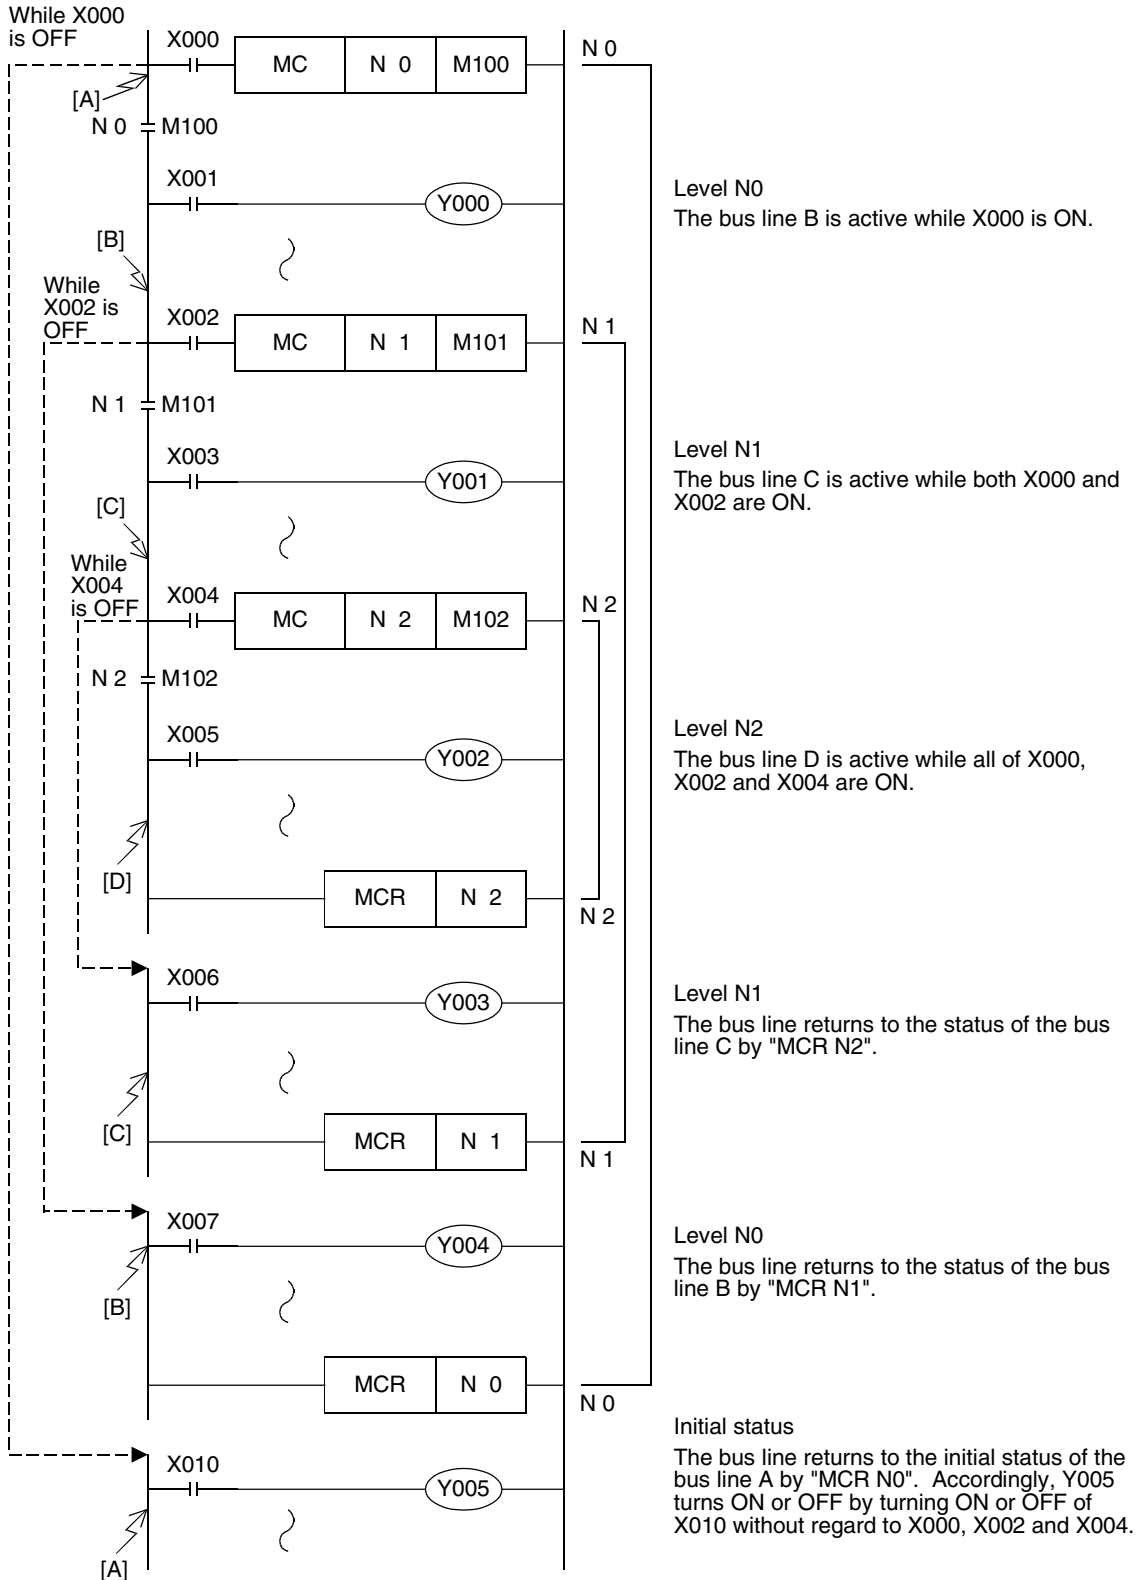 While X000
is OFF
X000
MC N 0 M100
N 0
[A]
N 0 M100
X001
Y000
Level N0
The bus line B is active while X000 is ON.
[B]
While
X002 is
OFF
X002
MC N 1 M101
N 1
N 1 M101
X003
Y001
Level N1
The bus line C is active while both X000 and
X002 are ON.
[C]
While
X004
is OFF
X004
MC N 2 M102
N 2
N 2 M102
X005
Y002
Level N2
The bus line D is active while all of X000,
X002 and X004 are ON.
[D]
MCR N 2
N 2
X006
Y003
Level N1
The bus line returns to the status of the bus
line C by "MCR N2".
[C]
MCR N 1
N 1
X007
Y004
Level N0
The bus line returns to the status of the bus
line B by "MCR N1".
[B]
MCR N 0
N 0
X010
Y005
Initial status
The bus line returns to the initial status of the
bus line A by "MCR N0".  Accordingly, Y005
turns ON or OFF by turning ON or OFF of
X010 without regard to X000, X002 and X004.
[A]